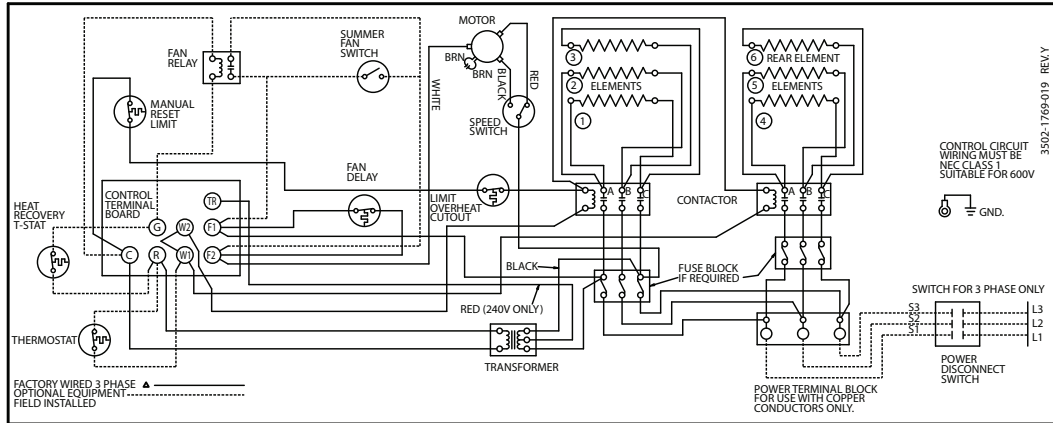 MOTOR
SUMMER
FAN
SWITCH
FAN
RELAY
BRN
BRN
BLACK
RED
WHITE
SPEED
SWITCH
MANUAL
RESET
LIMIT
3
2
ELEMENTS
1
6
REAR ELEMENT
5
ELEMENTS
4
3502-1769-019 REV.Y
CONTROL CIRCUIT
WIRING MUST BE
NEC CLASS 1
SUITABLE FOR 600V
GND.
FAN
DELAY
LIMIT
OVERHEAT
CUTOUT
A
B
C
CONTACTOR
A
B
C
HEAT
RECOVERY
T-STAT
CONTROL
TERMINAL
BOARD
TR
G
W2
F1
C
R
W1
F2
BLACK
RED (240V ONLY)
FUSE BLOCK
IF REQUIRED
SWITCH FOR 3 PHASE ONLY
S3
S2
S1
L3
L2
L1
POWER
DISCONNECT
SWITCH
THERMOSTAT
TRANSFORMER
POWER TERMINAL BLOCK
FOR USE WITH COPPER
CONDUCTORS ONLY.
FACTORY WIRED 3 PHASE Δ
OPTIONAL EQUIPMENT
FIELD INSTALLED